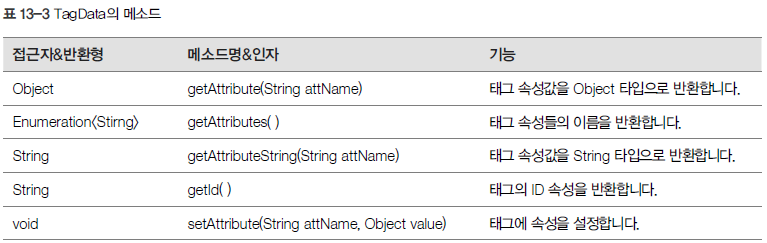 표 13-3 TagData의 메소드
접근자&반환형 메소드명&인자 기능
Object getAttribute(String attName) 태그 속성값을 Object 타입으로 반환합니다.
Enumeration<Stirng> getAttributes( ) 태그 속성들의 이름을 반환합니다.
String getAttributeString(String attName) 태그 속성값을 String 타입으로 반환합니다.
String getId( ) 태그의 ID 속성을 반환합니다.
void setAttribute(String attName, Object value) 태그에 속성을 설정합니다.